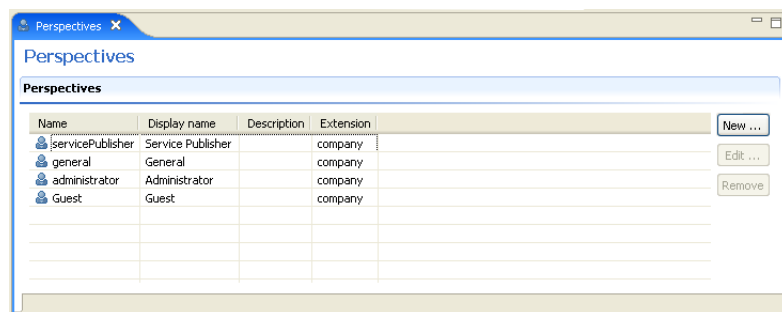 Perspectives
Perspectives
Perspectives
Name Display name Description Extension
servicePublisher Service Publisher company
general General company
administrator Administrator company
Guest Guest company
New ...
Edit ...
Remove